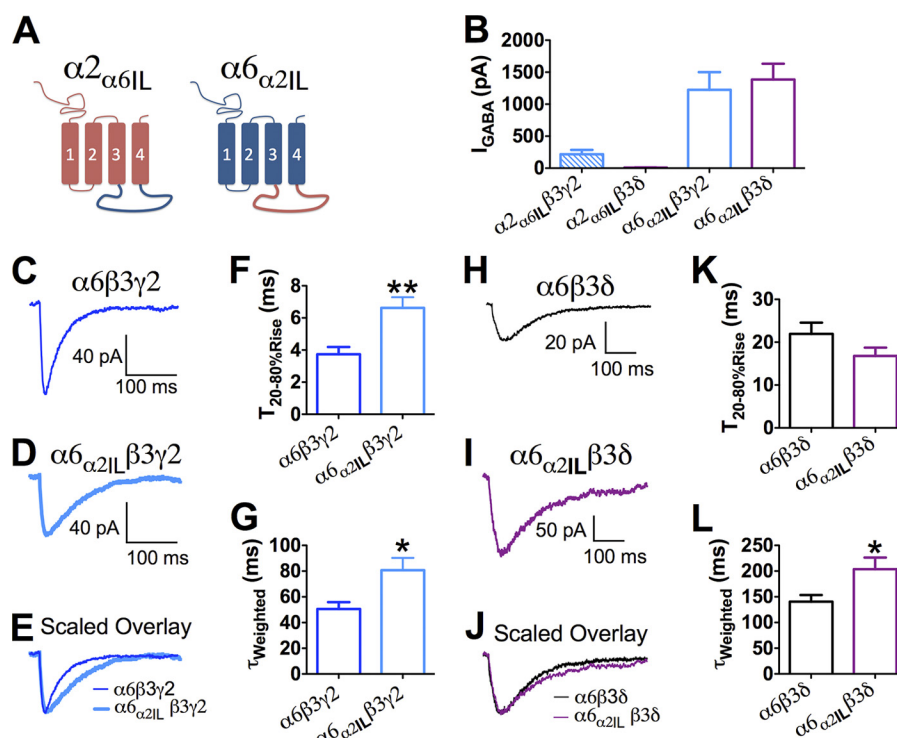 A
α2α6IL
α6α2IL
1 2 3 4
1 2 3 4
B
IGABA (pA)
2000
1500
1000
500
0
α2α6ILβ3γ2
α2α6ILβ3δ
α6α2ILβ3γ2
α6α2ILβ3δ
C
α6β3γ2
40 pA
100 ms
D
α6α2ILβ3γ2
40 pA
100 ms
E Scaled Overlay
α6β3γ2
α6α2IL β3γ2
F
T20-80%Rise (ms)
8
6
4
2
0
**
α6β3γ2
α6α2ILβ3γ2
G
τWeighted (ms)
100
80
60
40
20
0
*
α6β3γ2
α6α2ILβ3γ2
H
α6β3δ
20 pA
100 ms
I
α6α2ILβ3δ
50 pA
100 ms
J Scaled Overlay
α6β3δ
α6α2IL β3δ
K
T20-80%Rise (ms)
30
20
10
0
α6β3δ
α6α2ILβ3δ
L
τWeighted (ms)
250
200
150
100
50
0
*
α6β3δ
α6α2ILβ3δ